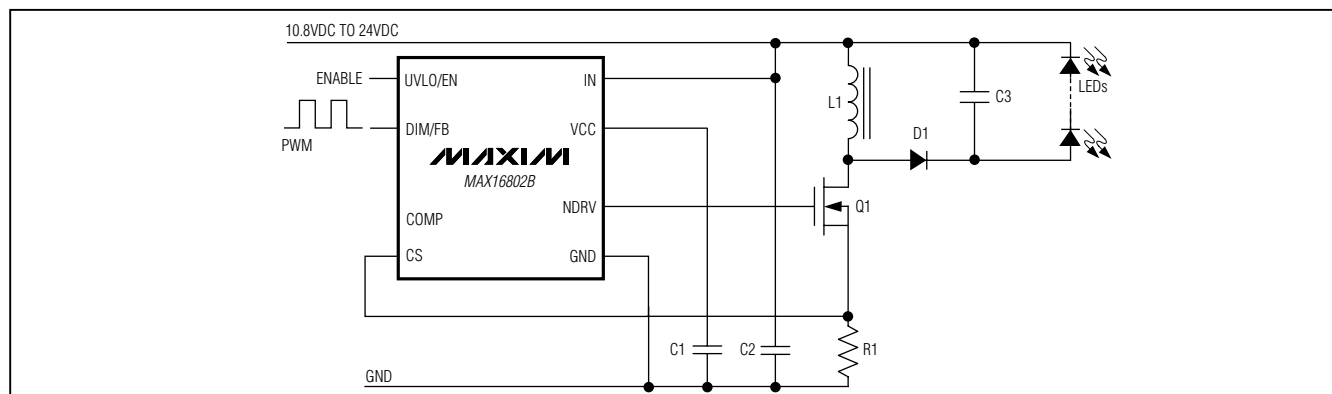 10.8VDC TO 24VDC
ENABLE
UVLO/EN
IN
L1
C3
LEDs
PWM
DIM/FB
VCC
D1
MAXIM
MAX16802B
NDRV
Q1
COMP
CS
GND
C1
C2
R1
GND